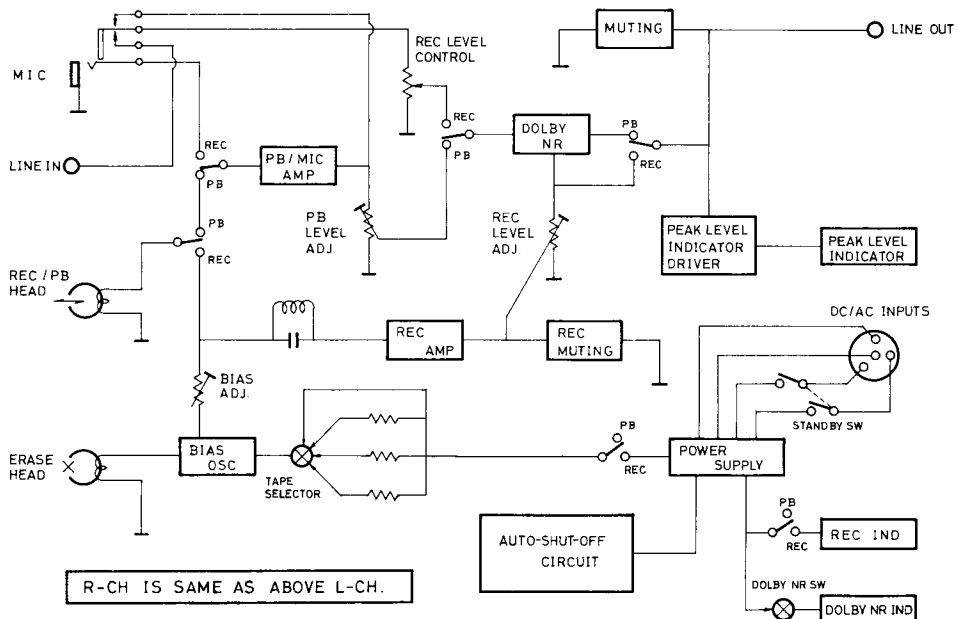 MIC
LINE IN
REC LEVEL
CONTROL
MUTING
LINE OUT
REC
PB
PB/MIC
AMP
REC
PB
DOLBY
NR
PB
REC
PB
REC
PB
LEVEL
ADJ.
REC
LEVEL
ADJ.
PEAK LEVEL
INDICATOR
DRIVER
PEAK LEVEL
INDICATOR
REC / PB
HEAD
REC
AMP
REC
MUTING
DC/AC INPUTS
STANDBY SW
BIAS
ADJ.
ERASE
HEAD
BIAS
OSC
TAPE
SELECTOR
PB
REC
POWER
SUPPLY
AUTO-SHUT-OFF
CIRCUIT
PB
REC
REC IND
DOLBY NR SW
DOLBY NR IND
R-CH IS SAME AS ABOVE L-CH.